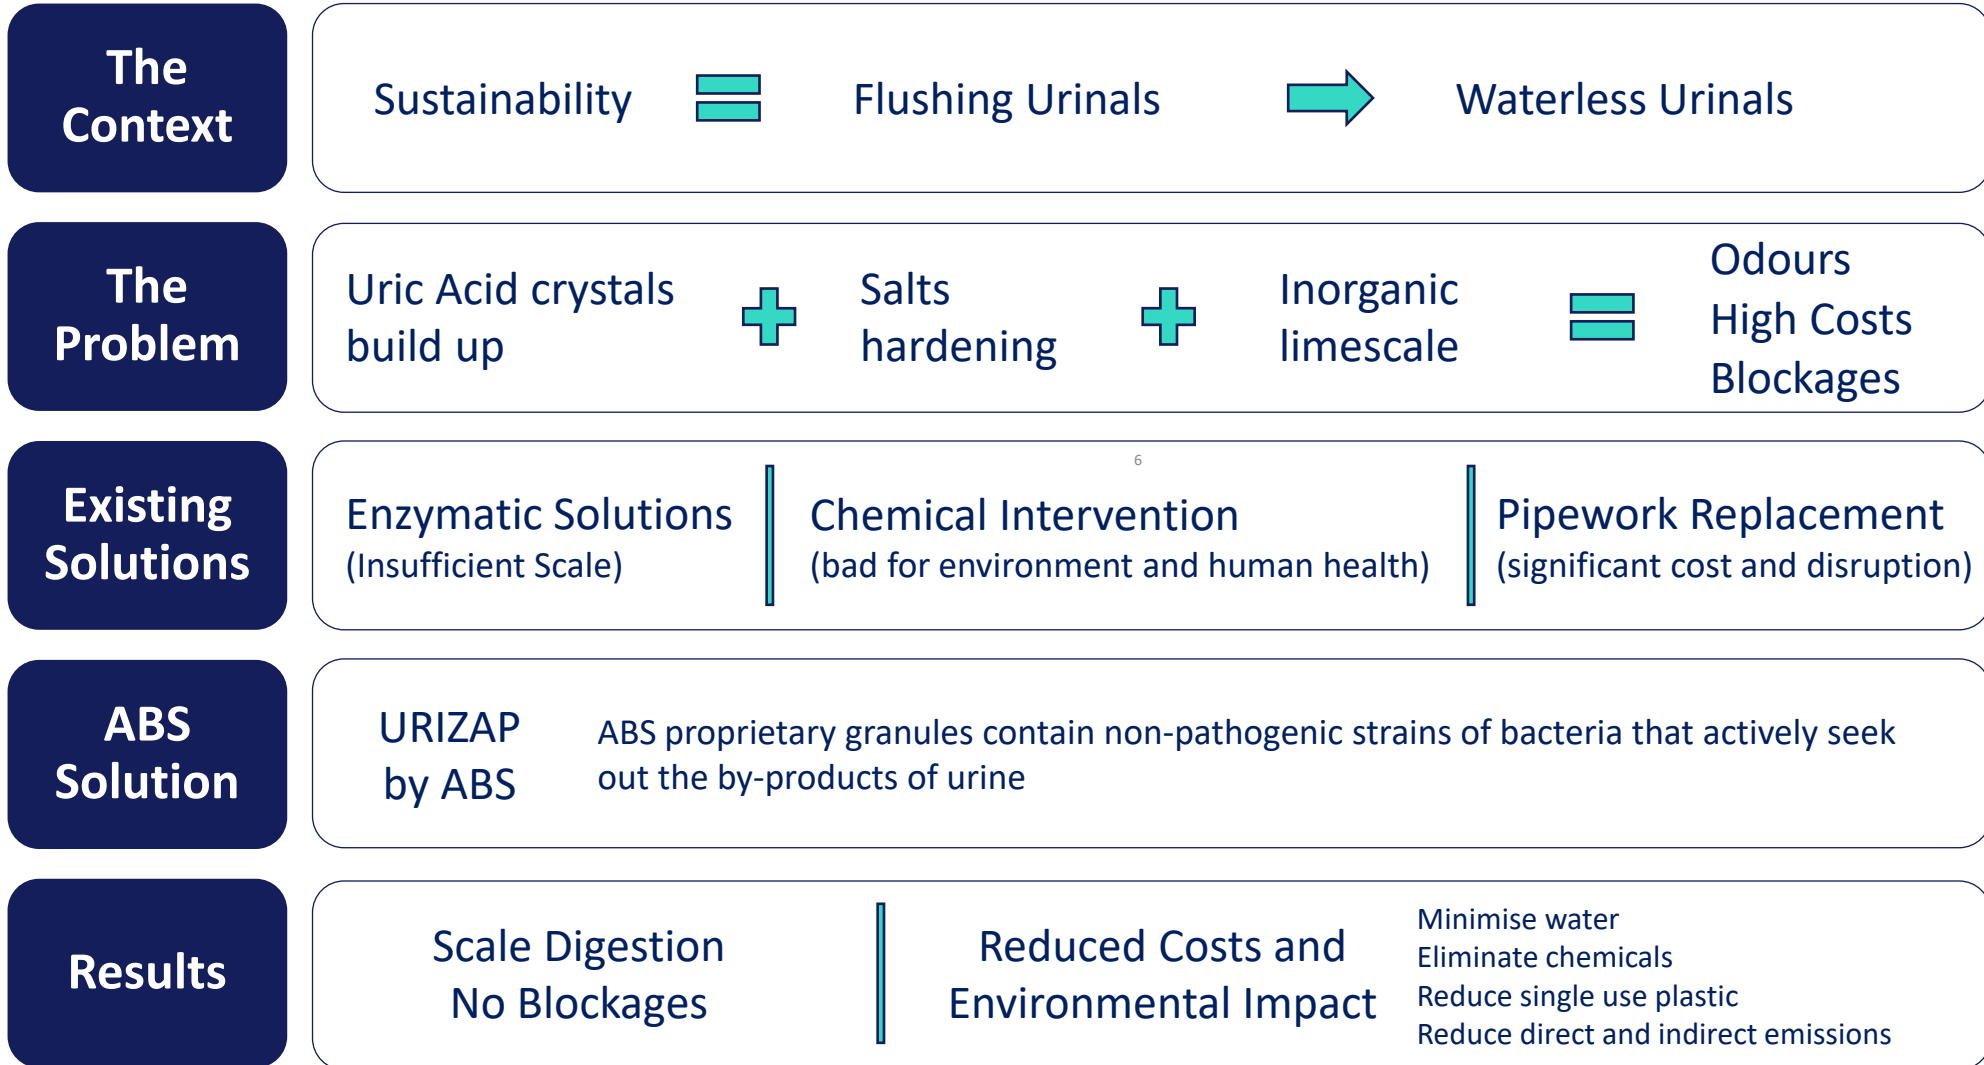 The
Context
Sustainability
Flushing Urinals
Waterless Urinals
The
Problem
Uric Acid crystals
build up
Salts
hardening
Inorganic
limescale
Odours
High Costs
Blockages
Existing
Solutions
6
Enzymatic Solutions
(Insufficient Scale)
Chemical Intervention
(bad for environment and human health)
Pipework Replacement
(significant cost and disruption)
ABS
Solution
URIZAP
by ABS
ABS proprietary granules contain non-pathogenic strains of bacteria that actively seek
out the by-products of urine
Results
Scale Digestion
No Blockages
Reduced Costs and
Environmental Impact
Minimise water
Eliminate chemicals
Reduce single use plastic
Reduce direct and indirect emissions